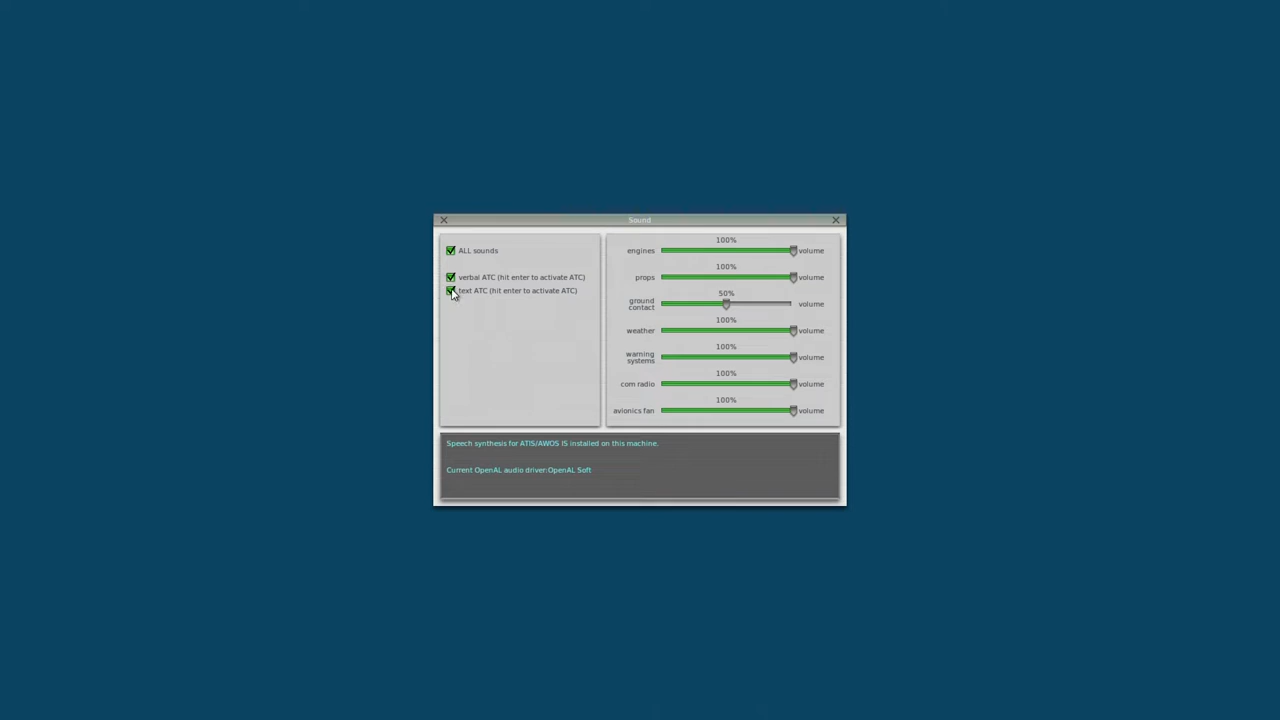 Sound
ALL sounds
verbal ATC (hit enter to activate ATC)
text ATC (hit enter to activate ATC)
100%
engines volume
100%
props volume
50%
ground
contact volume
100%
weather volume
100%
warning
systems volume
100%
com radio volume
100%
avionics fan volume
Speech synthesis for ATIS/AWOS IS installed on this machine.
Current OpenAL audio driver:OpenAL Soft